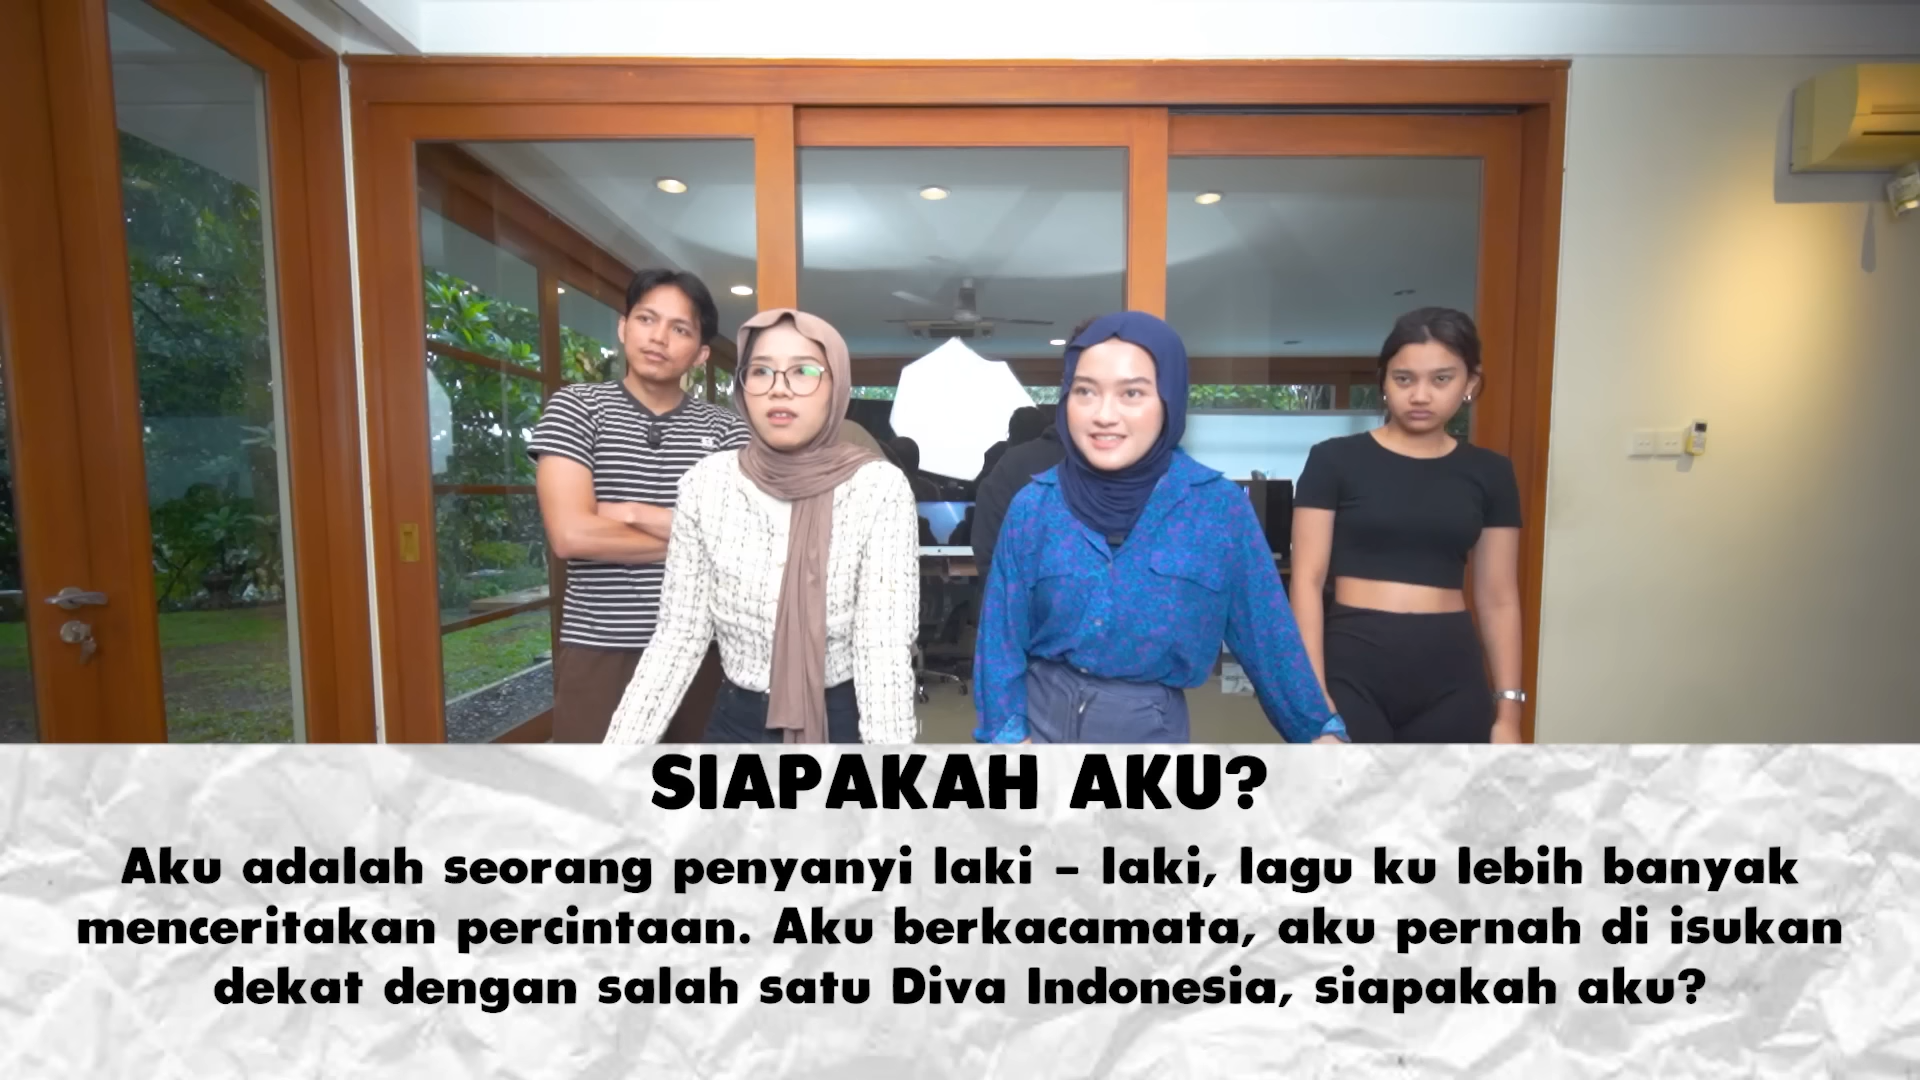 SIAPAKAH AKU?
Aku adalah seorang penyanyi laki – laki, lagu ku lebih banyak
menceritakan percintaan. Aku berkacamata, aku pernah di isukan
dekat dengan salah satu Diva Indonesia, siapakah aku?